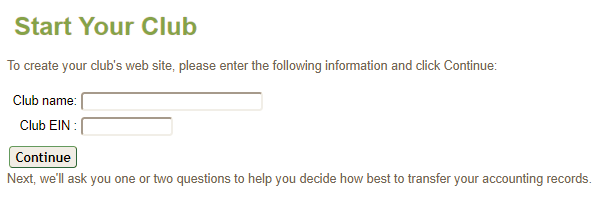 Start Your Club
To create your club's web site, please enter the following information and click Continue:
Club name:
Club EIN :
Continue
Next, we'll ask you one or two questions to help you decide how best to transfer your accounting records.